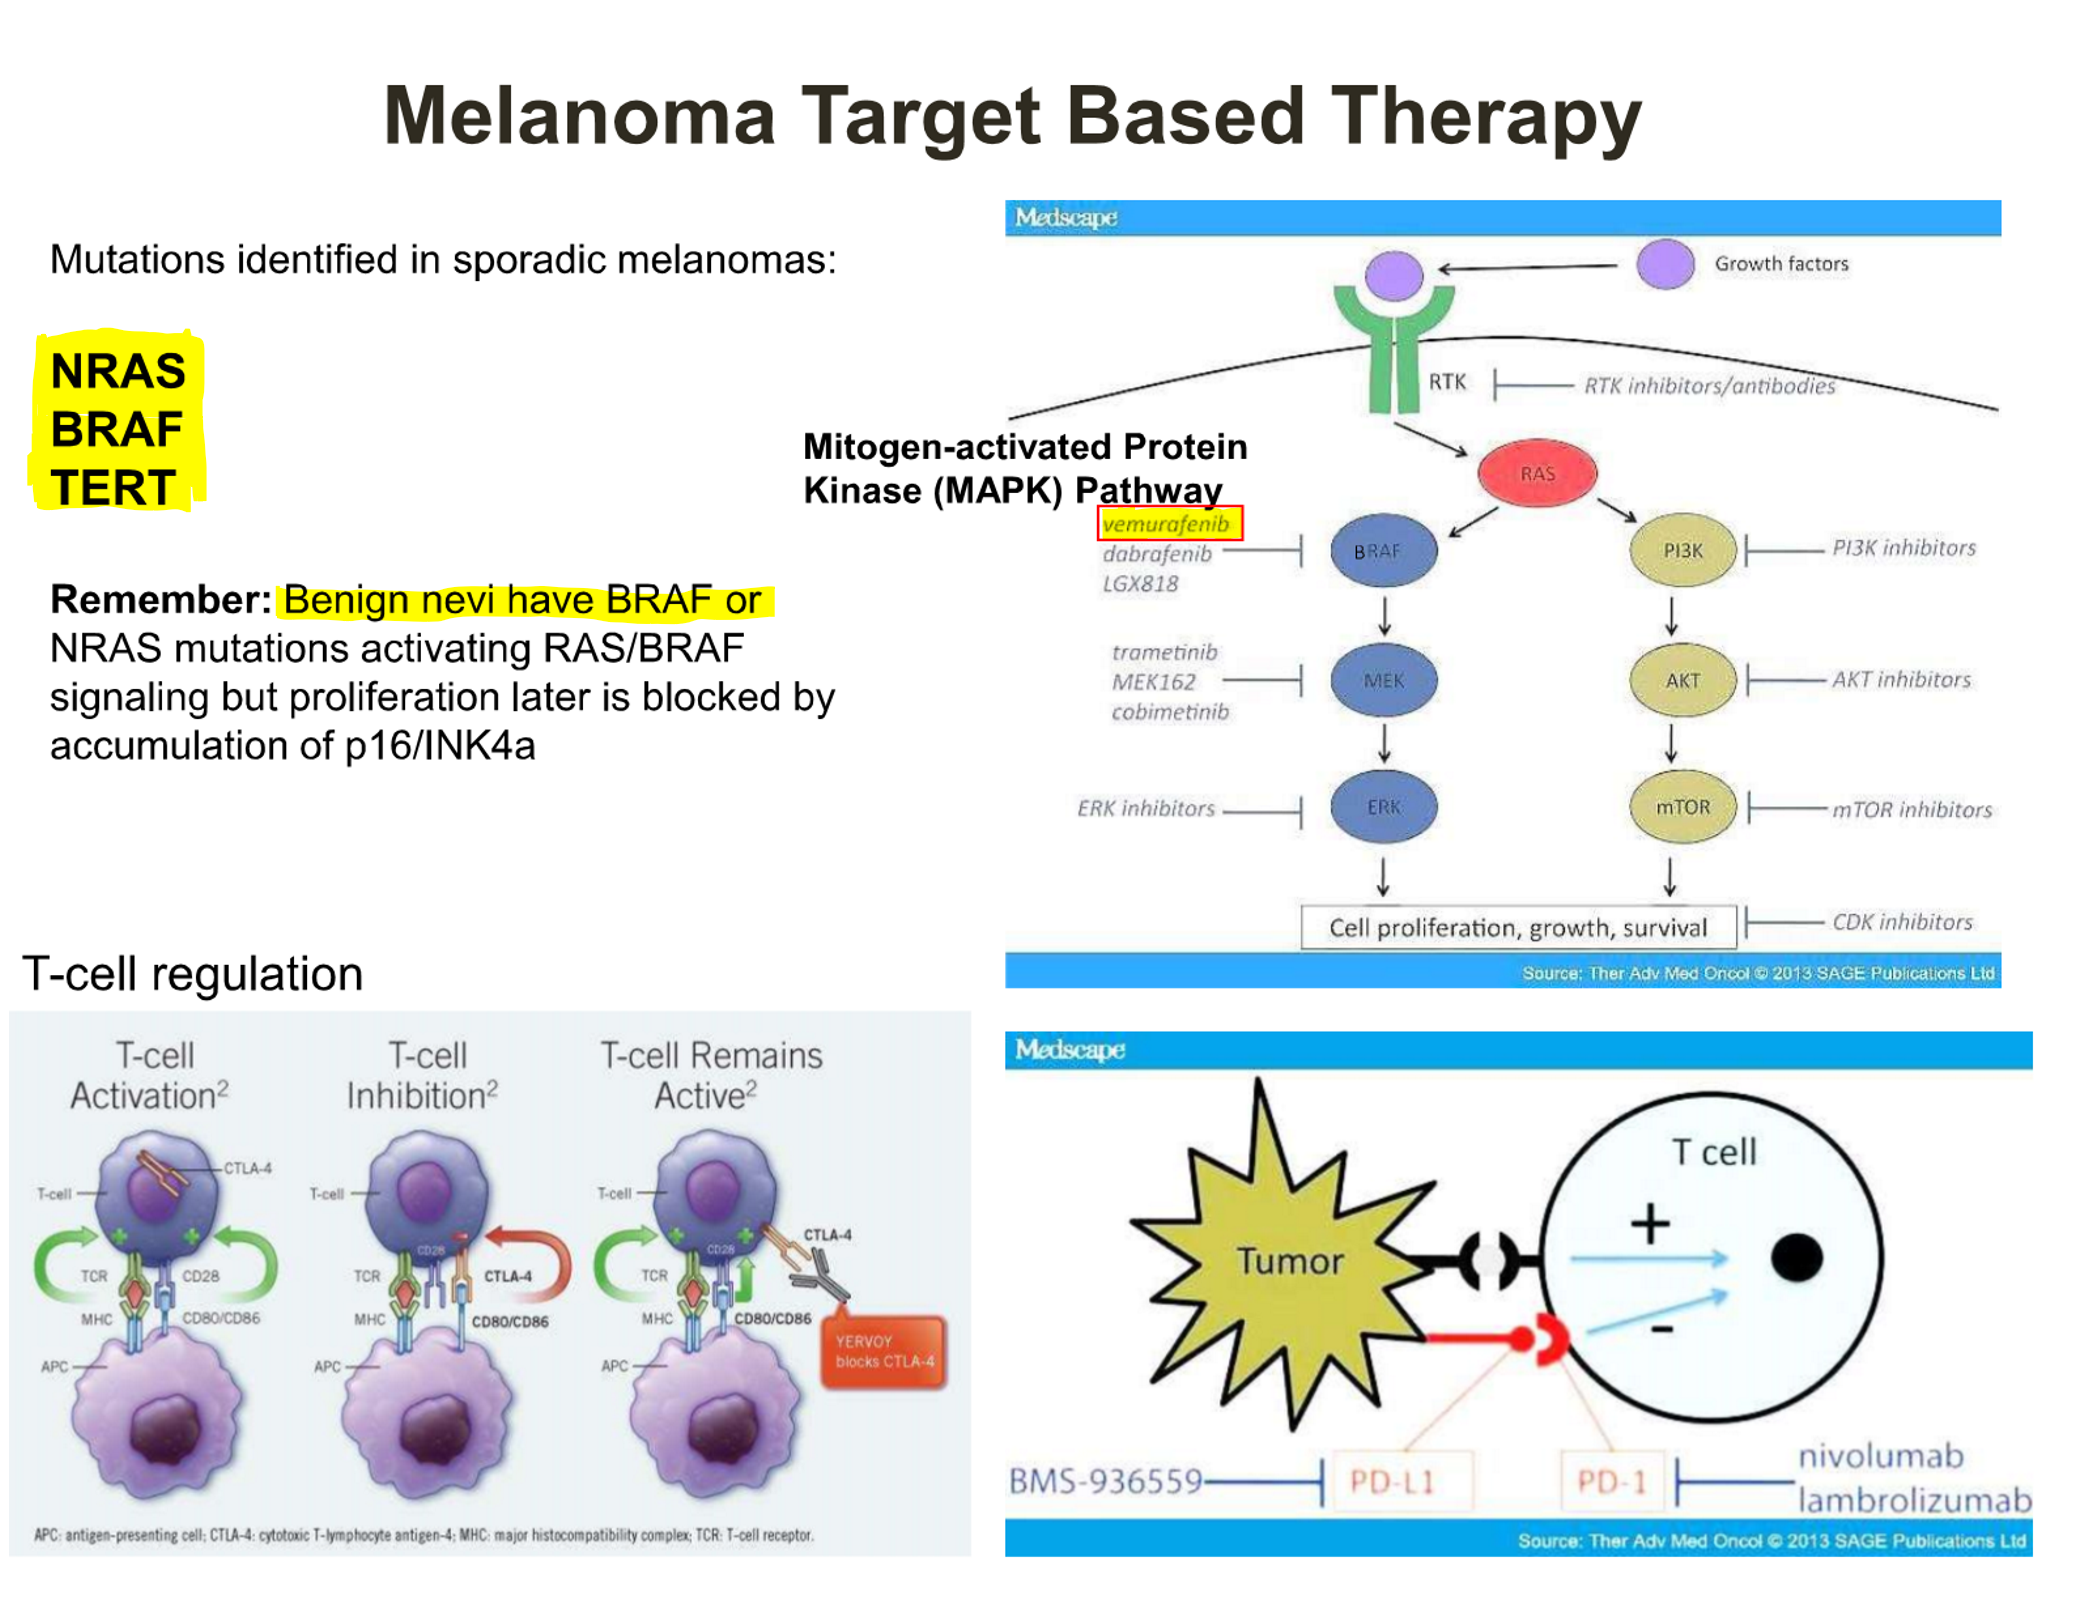 Melanoma Target Based Therapy
Mutations identified in sporadic melanomas:
NRAS
BRAF
TERT
Remember: Benign nevi have BRAF or
NRAS mutations activating RAS/BRAF
signaling but proliferation later is blocked by
accumulation of p16/INK4a
Medscape
Growth factors
RTK
RTK inhibitors/antibodies
Mitogen-activated Protein
Kinase (MAPK) Pathway
RAS
vemurafenib
dabrafenib
LGX818
BRAF
PI3K
PI3K inhibitors
trametinib
MEK162
cobimetinib
MEK
AKT
AKT inhibitors
ERK inhibitors
ERK
mTOR
mTOR inhibitors
Cell proliferation, growth, survival
CDK inhibitors
Source: Ther Adv Med Oncol © 2013 SAGE Publications Ltd
T-cell regulation
T-cell
Activation2
CTLA-4
T-cell
TCR
CD28
MHC
CD80/CD86
APC
T-cell
Inhibition2
T-cell
CD28
TCR
CTLA-4
MHC
CD80/CD86
APC
T-cell Remains
Active2
T-cell
CTLA-4
CD28
TCR
MHC
CD80/CD86
APC
YERVOY
blocks CTLA-4
APC: antigen-presenting cell; CTLA-4: cytotoxic T-lymphocyte antigen-4; MHC: major histocompatibility complex; TCR: T-cell receptor.
Medscape
T cell
+
Tumor
-
BMS-936559
PD-L1
PD-1
nivolumab
lambrolizumab
Source: Ther Adv Med Oncol © 2013 SAGE Publications Ltd